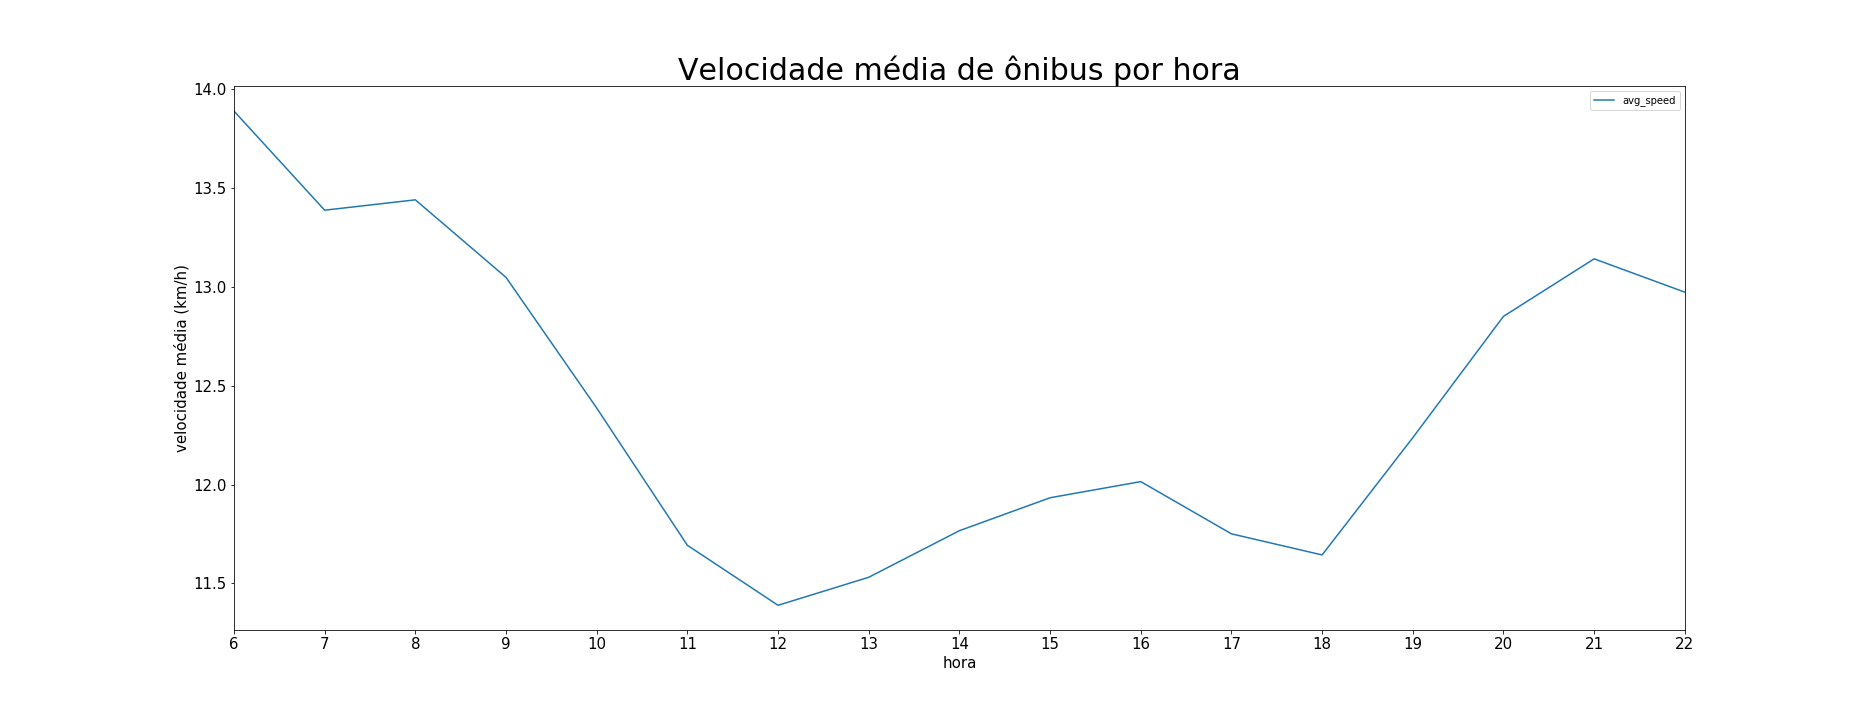 Velocidade média de ônibus por hora
avg_speed
14.0
13.5
13.0
12.5
12.0
11.5
velocidade média (km/h)
6 7 8 9 10 11 12 13 14 15 16 17 18 19 20 21 22
hora